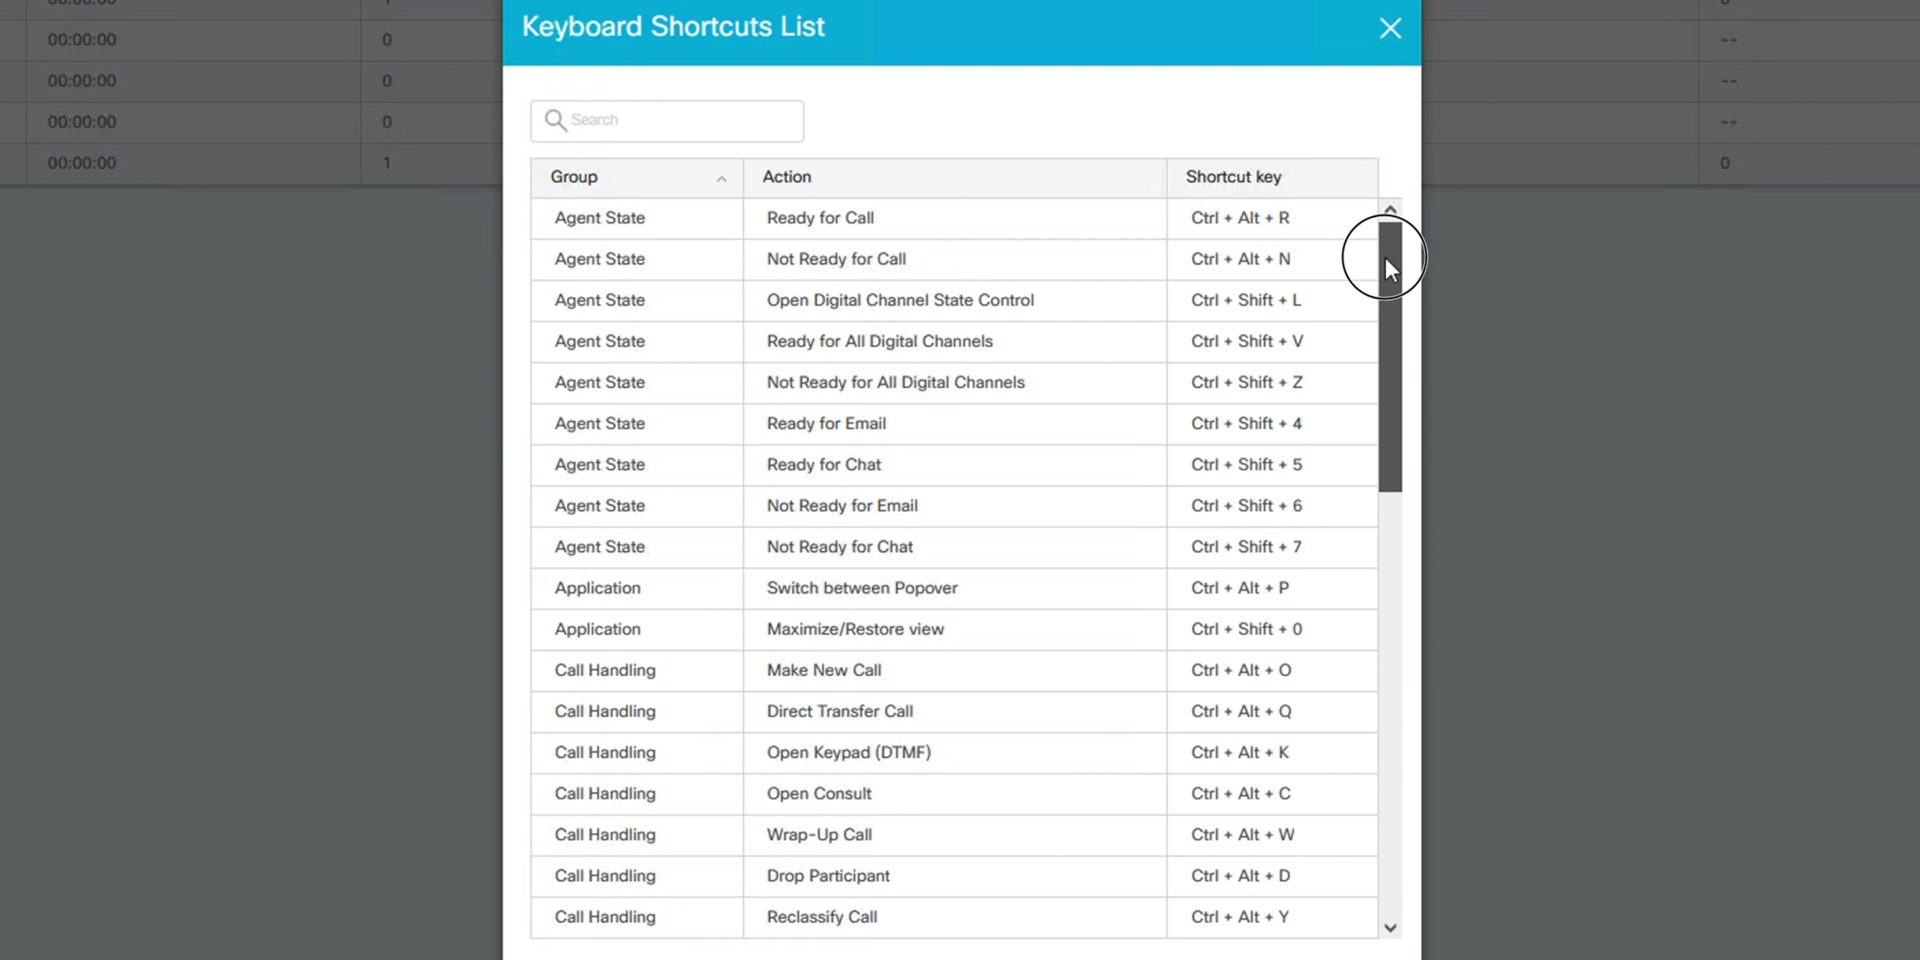 Keyboard Shortcuts List
00:00:00 0 --
00:00:00 0 --
00:00:00 0 --
00:00:00 1 0
Search
Group Action Shortcut key
Agent State Ready for Call Ctrl + Alt + R
Agent State Not Ready for Call Ctrl + Alt + N
Agent State Open Digital Channel State Control Ctrl + Shift + L
Agent State Ready for All Digital Channels Ctrl + Shift + V
Agent State Not Ready for All Digital Channels Ctrl + Shift + Z
Agent State Ready for Email Ctrl + Shift + 4
Agent State Ready for Chat Ctrl + Shift + 5
Agent State Not Ready for Email Ctrl + Shift + 6
Agent State Not Ready for Chat Ctrl + Shift + 7
Application Switch between Popover Ctrl + Alt + P
Application Maximize/Restore view Ctrl + Shift + 0
Call Handling Make New Call Ctrl + Alt + O
Call Handling Direct Transfer Call Ctrl + Alt + Q
Call Handling Open Keypad (DTMF) Ctrl + Alt + K
Call Handling Open Consult Ctrl + Alt + C
Call Handling Wrap-Up Call Ctrl + Alt + W
Call Handling Drop Participant Ctrl + Alt + D
Call Handling Reclassify Call Ctrl + Alt + Y